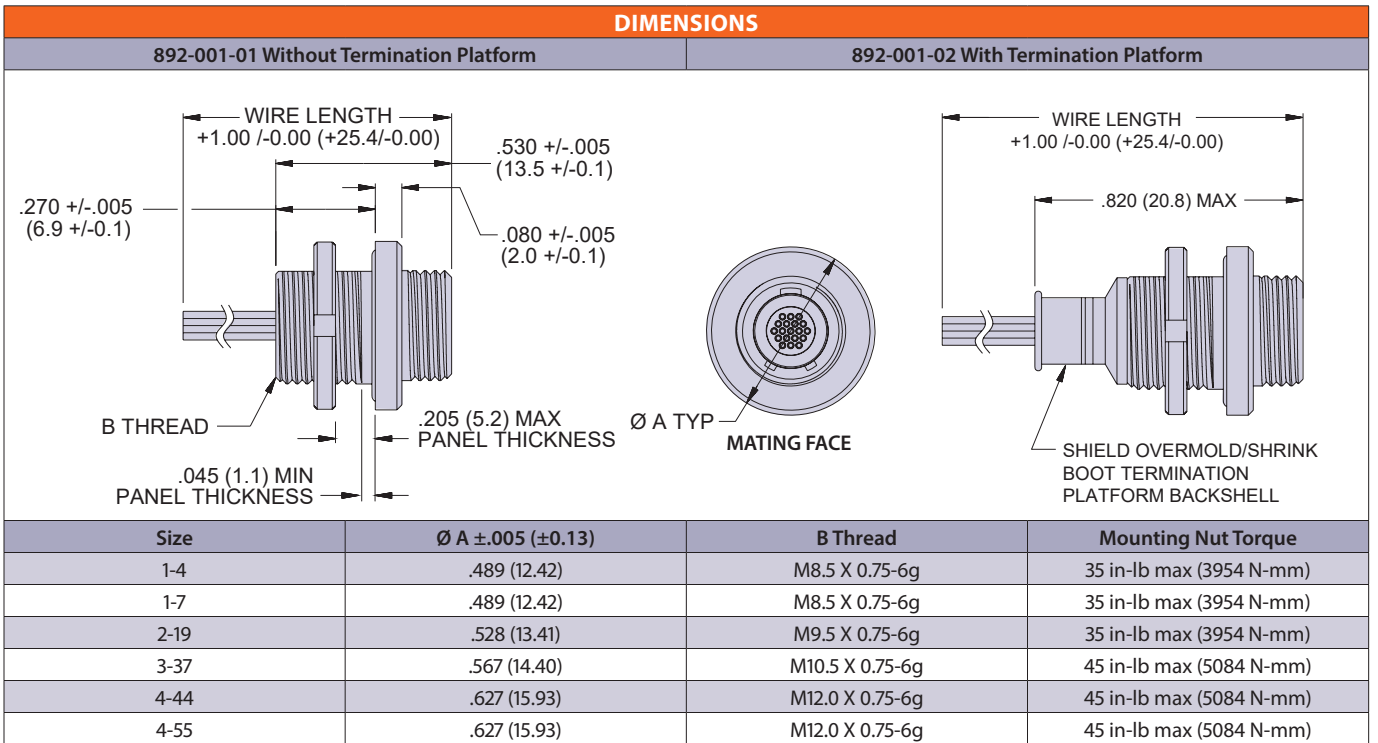 DIMENSIONS
892-001-01 Without Termination Platform
892-001-02 With Termination Platform
WIRE LENGTH
+1.00 /-0.00 (+25.4/-0.00)
.530 +/-.005
(13.5 +/-0.1)
.270 +/-.005
(6.9 +/-0.1)
.080 +/-.005
(2.0 +/-0.1)
B THREAD
.205 (5.2) MAX
PANEL THICKNESS
.045 (1.1) MIN
PANEL THICKNESS
Ø A TYP
MATING FACE
WIRE LENGTH
+1.00 /-0.00 (+25.4/-0.00)
.820 (20.8) MAX
SHIELD OVERMOLD/SHRINK
BOOT TERMINATION
PLATFORM BACKSHELL
Size Ø A ±.005 (±0.13) B Thread Mounting Nut Torque
1-4 .489 (12.42) M8.5 X 0.75-6g 35 in-lb max (3954 N-mm)
1-7 .489 (12.42) M8.5 X 0.75-6g 35 in-lb max (3954 N-mm)
2-19 .528 (13.41) M9.5 X 0.75-6g 35 in-lb max (3954 N-mm)
3-37 .567 (14.40) M10.5 X 0.75-6g 45 in-lb max (5084 N-mm)
4-44 .627 (15.93) M12.0 X 0.75-6g 45 in-lb max (5084 N-mm)
4-55 .627 (15.93) M12.0 X 0.75-6g 45 in-lb max (5084 N-mm)